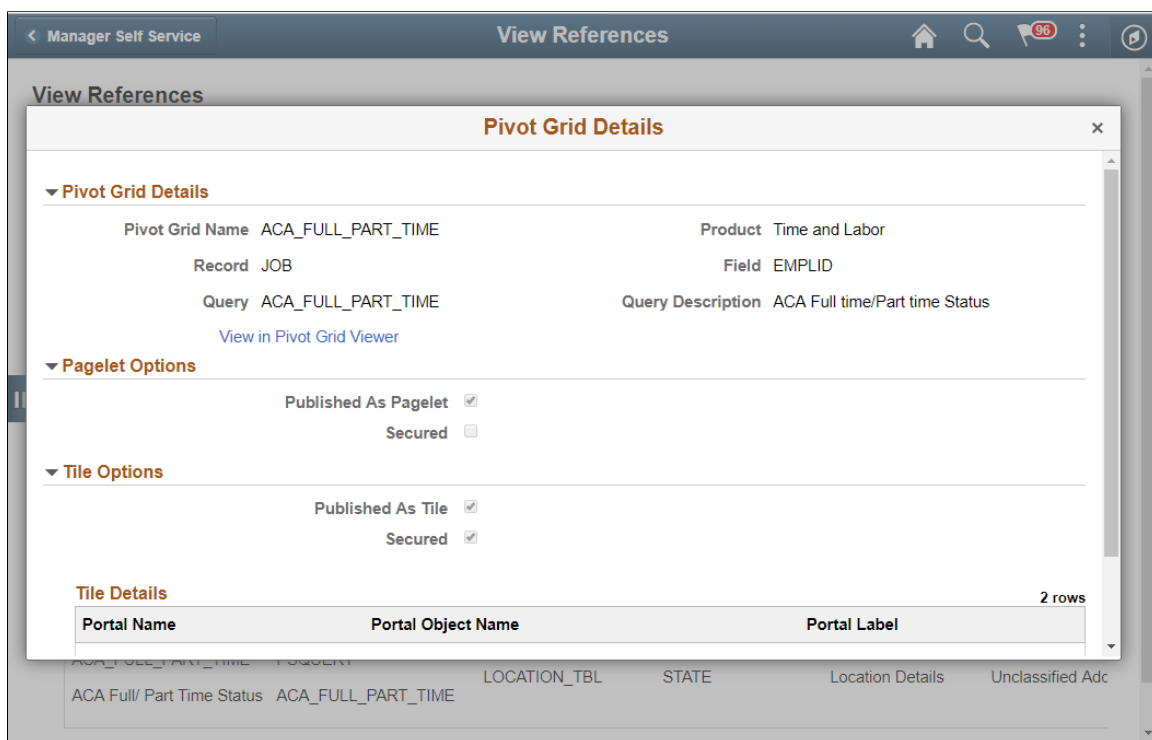 Manager Self Service View References 96
View References
Pivot Grid Details ×
Pivot Grid Details
Pivot Grid Name ACA_FULL_PART_TIME Product Time and Labor
Record JOB Field EMPLID
Query ACA_FULL_PART_TIME Query Description ACA Full time/Part time Status
View in Pivot Grid Viewer
Pagelet Options
Published As Pagelet
Secured
Tile Options
Published As Tile
Secured
Tile Details 2 rows
Portal Name Portal Object Name Portal Label
ACA_FULL_PART_TIME PSQUERY
LOCATION_TBL STATE Location Details Unclassified
ACA Full/ Part Time Status ACA_FULL_PART_TIME